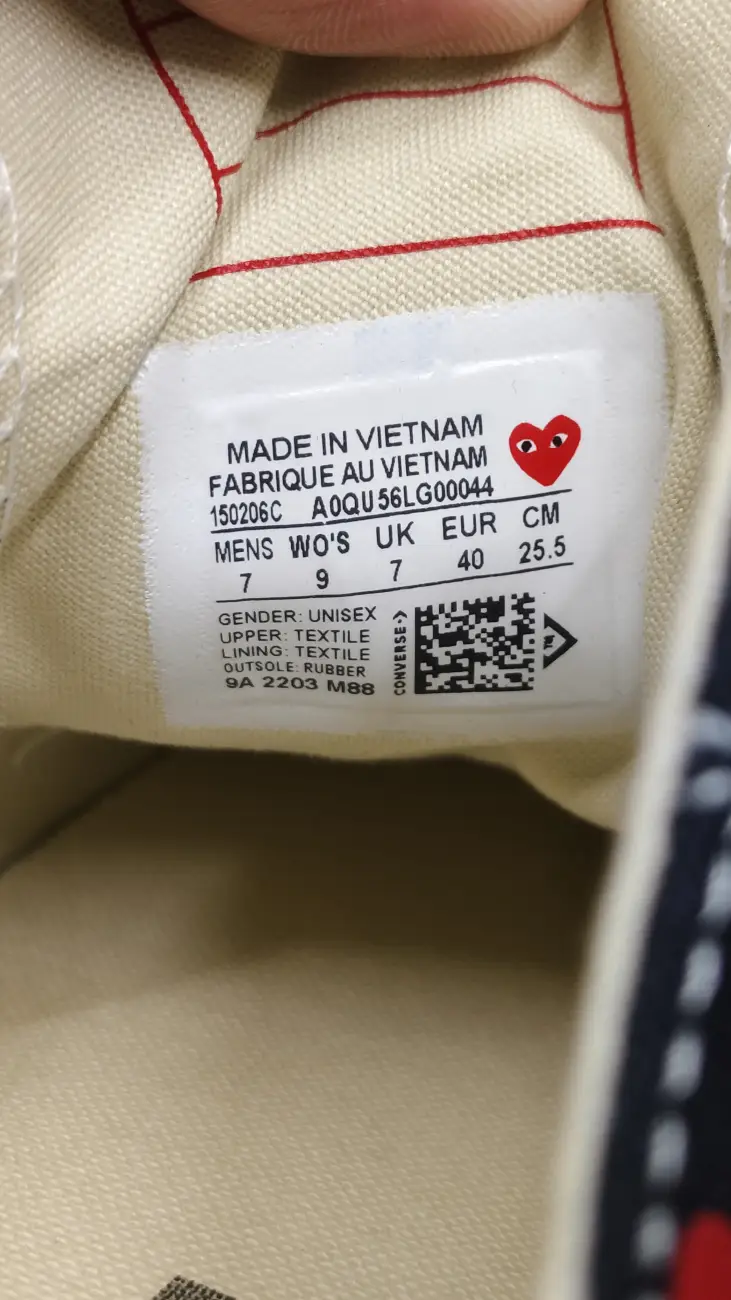 MADE IN VIETNAM
FABRIQUE AU VIETNAM
150206C A0QU56LG00044
MENS WO'S UK EUR CM
7 9 7 40 25.5
GENDER: UNISEX
UPPER: TEXTILE
LINING: TEXTILE
OUTSOLE: RUBBER
9A 2203 M88
CONVERSE